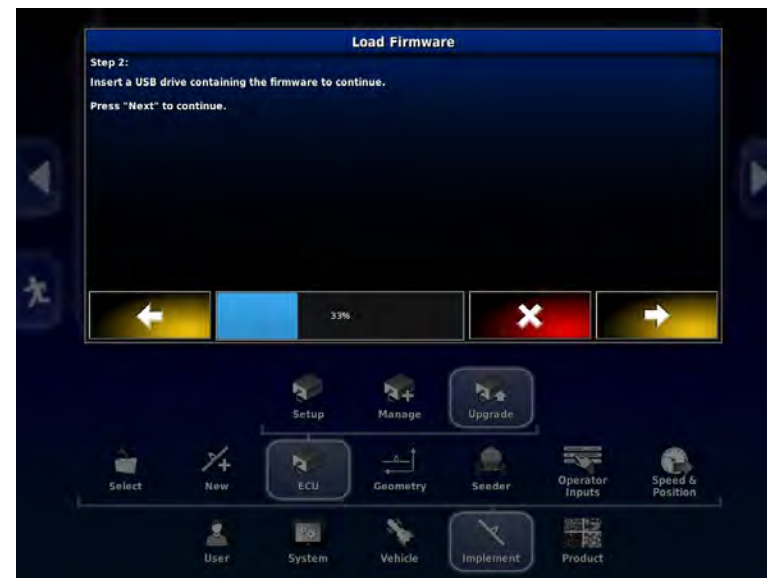 Load Firmware
Step 2:
Insert a USB drive containing the firmware to continue.
Press "Next" to continue.
33%
Setup Manage Upgrade
Select New ECU Geometry Seeder Operator Inputs Speed & Position
User System Vehicle Implement Product